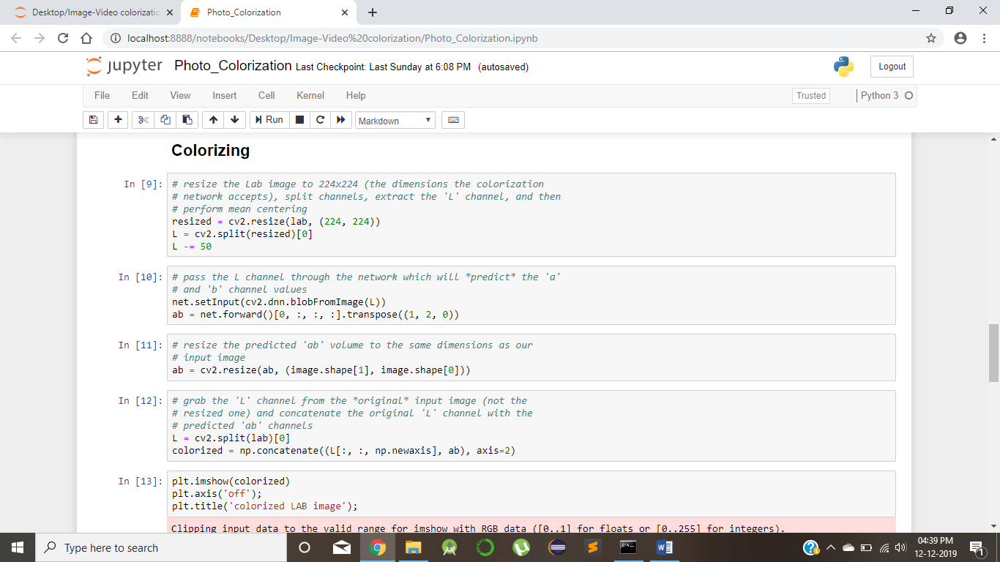 Desktop/Image-Video colorizatio
Photo_Colorization
localhost:8888/notebooks/Desktop/Image-Video%20colorization/Photo_Colorization.ipynb
jupyter Photo_Colorization Last Checkpoint: Last Sunday at 6:08 PM (autosaved)
Logout
File Edit View Insert Cell Kernel Help
Trusted
Python 3
Run
Markdown
Colorizing
In [9]:
# resize the Lab image to 224x224 (the dimensions the colorization
# network accepts), split channels, extract the 'L' channel, and then
# perform mean centering
resized = cv2.resize(lab, (224, 224))
L = cv2.split(resized)[0]
L -= 50
In [10]:
# pass the L channel through the network which will *predict* the 'a'
# and 'b' channel values
net.setInput(cv2.dnn.blobFromImage(L))
ab = net.forward()[0, :, :, :].transpose((1, 2, 0))
In [11]:
# resize the predicted 'ab' volume to the same dimensions as our
# input image
ab = cv2.resize(ab, (image.shape[1], image.shape[0]))
In [12]:
# grab the 'L' channel from the *original* input image (not the
# resized one) and concatenate the original 'L' channel with the
# predicted 'ab' channels
L = cv2.split(lab)[0]
colorized = np.concatenate((L[:, :, np.newaxis], ab), axis=2)
In [13]:
plt.imshow(colorized)
plt.axis('off');
plt.title('colorized LAB image');
Clipping input data to the valid range for imshow with RGB data ([0..1] for floats or [0..255] for integers).
Type here to search
04:39 PM
12-12-2019
1